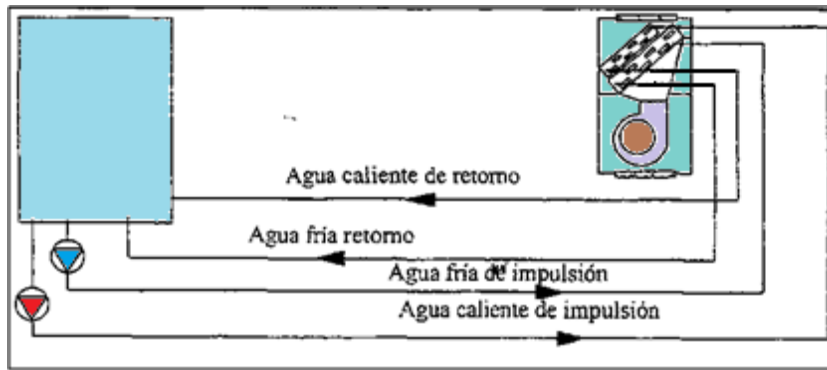 Agua caliente de retorno
Agua fría retorno
Agua fría de impulsión
Agua caliente de impulsión